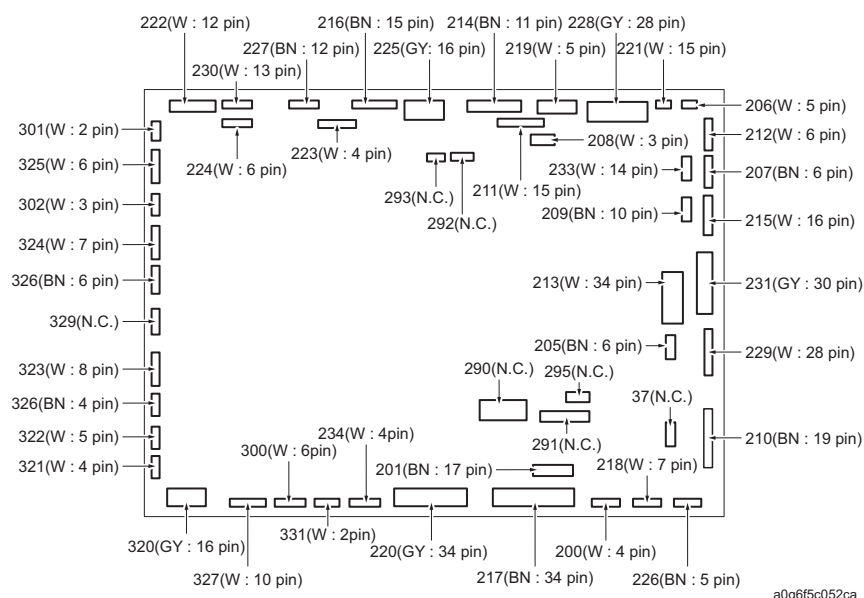 222(W : 12 pin)
216(BN : 15 pin)
214(BN : 11 pin)
228(GY : 28 pin)
227(BN : 12 pin)
225(GY: 16 pin)
219(W : 5 pin)
221(W : 15 pin)
230(W : 13 pin)
206(W : 5 pin)
301(W : 2 pin)
212(W : 6 pin)
208(W : 3 pin)
223(W : 4 pin)
325(W : 6 pin)
224(W : 6 pin)
233(W : 14 pin)
207(BN : 6 pin)
293(N.C.)
211(W : 15 pin)
302(W : 3 pin)
209(BN : 10 pin)
215(W : 16 pin)
292(N.C.)
324(W : 7 pin)
326(BN : 6 pin)
213(W : 34 pin)
231(GY : 30 pin)
329(N.C.)
205(BN : 6 pin)
229(W : 28 pin)
323(W : 8 pin)
290(N.C.)
295(N.C.)
37(N.C.)
326(BN : 4 pin)
322(W : 5 pin)
234(W : 4pin)
291(N.C.)
210(BN : 19 pin)
300(W : 6pin)
218(W : 7 pin)
321(W : 4 pin)
201(BN : 17 pin)
331(W : 2pin)
320(GY : 16 pin)
220(GY : 34 pin)
200(W : 4 pin)
327(W : 10 pin)
217(BN : 34 pin)
226(BN : 5 pin)
a0g6f5c052ca